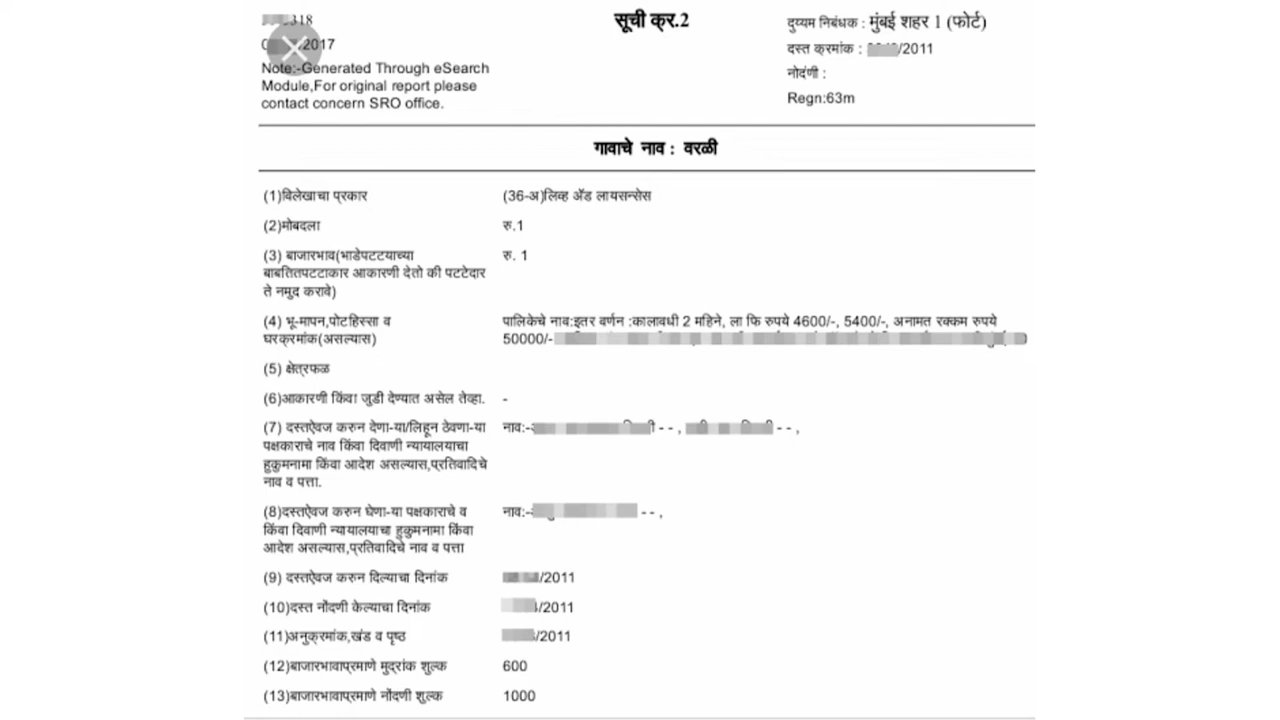 318
सूची क्र.2
दुय्यम निबंधक : मुंबई शहर 1 (फोर्ट)
2017
दस्त क्रमांक : /2011
Note:-Generated Through eSearch
Module,For original report please
contact concern SRO office.
नोदंणी :
Regn:63m
गावाचे नाव : वरळी
(1)विलेखाचा प्रकार (36-अ)लिव्ह ॲड लायसन्सेस
(2)मोबदला रु.1
(3) बाजारभाव(भाडेपटटयाच्या रु. 1
बाबतितपटटाकार आकारणी देतो की पटटेदार
ते नमुद करावे)
(4) भू-मापन,पोटहिस्सा व पालिकेचे नाव:इतर वर्णन :कालावधी 2 महिने, ला फि रुपये 4600/-, 5400/-, अनामत रक्कम रुपये
घरक्रमांक(असल्यास) 50000/-
(5) क्षेत्रफळ
(6)आकारणी किंवा जुडी देण्यात असेल तेव्हा. -
(7) दस्तऐवज करुन देणा-या/लिहून ठेवणा-या नाव:- - - , - - ,
पक्षकाराचे नाव किंवा दिवाणी न्यायालयाचा
हुकुमनामा किंवा आदेश असल्यास,प्रतिवादिचे
नाव व पत्ता.
(8)दस्तऐवज करुन घेणा-या पक्षकाराचे व नाव:- - - ,
किंवा दिवाणी न्यायालयाचा हुकुमनामा किंवा
आदेश असल्यास,प्रतिवादिचे नाव व पत्ता
(9) दस्तऐवज करुन दिल्याचा दिनांक /2011
(10)दस्त नोंदणी केल्याचा दिनांक /2011
(11)अनुक्रमांक,खंड व पृष्ठ /2011
(12)बाजारभावाप्रमाणे मुद्रांक शुल्क 600
(13)बाजारभावाप्रमाणे नोंदणी शुल्क 1000